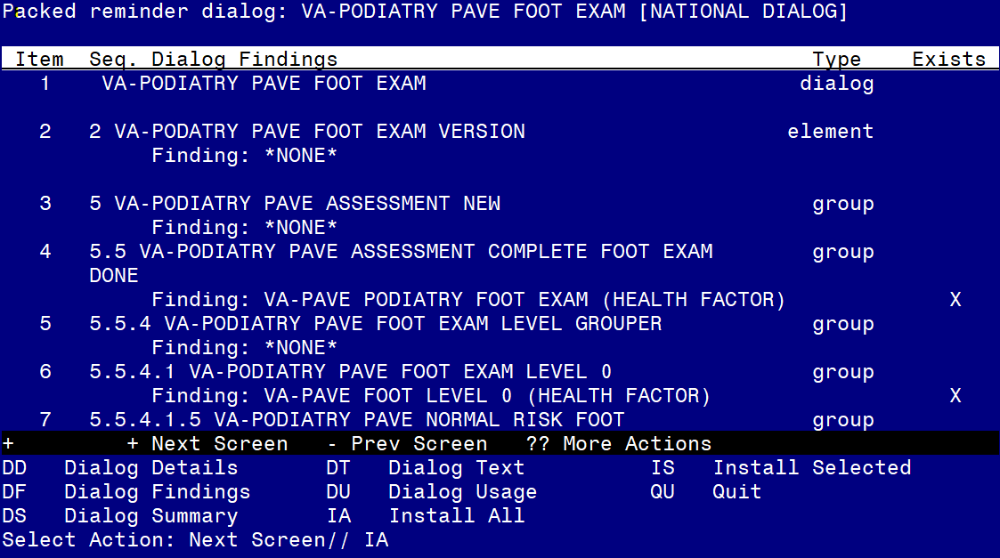 Packed reminder dialog: VA-PODIATRY PAVE FOOT EXAM [NATIONAL DIALOG]
Item  Seq. Dialog Findings                                      Type    Exists
1    VA-PODIATRY PAVE FOOT EXAM                              dialog
2   2 VA-PODATRY PAVE FOOT EXAM VERSION                     element
Finding: *NONE*
3   5 VA-PODIATRY PAVE ASSESSMENT NEW                         group
Finding: *NONE*
4   5.5 VA-PODIATRY PAVE ASSESSMENT COMPLETE FOOT EXAM        group
DONE
Finding: VA-PAVE PODIATRY FOOT EXAM (HEALTH FACTOR)             X
5   5.5.4 VA-PODIATRY PAVE FOOT EXAM LEVEL GROUPER            group
Finding: *NONE*
6   5.5.4.1 VA-PODIATRY PAVE FOOT EXAM LEVEL 0                group
Finding: VA-PAVE FOOT LEVEL 0 (HEALTH FACTOR)                   X
7   5.5.4.1.5 VA-PODIATRY PAVE NORMAL RISK FOOT               group
+         + Next Screen   - Prev Screen   ?? More Actions
DD   Dialog Details       DT   Dialog Text          IS   Install Selected
DF   Dialog Findings      DU   Dialog Usage         QU   Quit
DS   Dialog Summary       IA   Install All
Select Action: Next Screen// IA